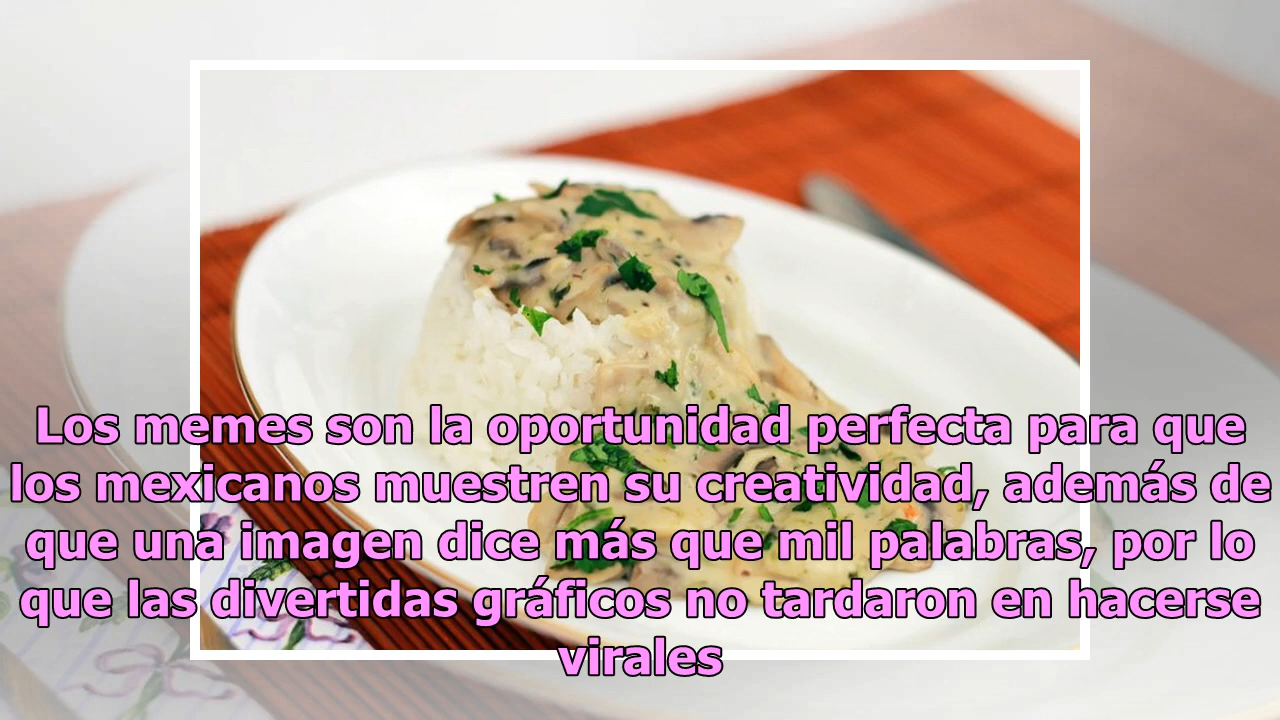 Los memes son la oportunidad perfecta para que
los mexicanos muestren su creatividad, además de
que una imagen dice más que mil palabras, por lo
que las divertidas gráficos no tardaron en hacerse
virales